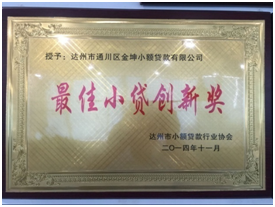 授予：达州市通川区金坤小额贷款有限公司
最佳小贷创新奖
达州市小额贷款行业协会
二〇一四年十一月